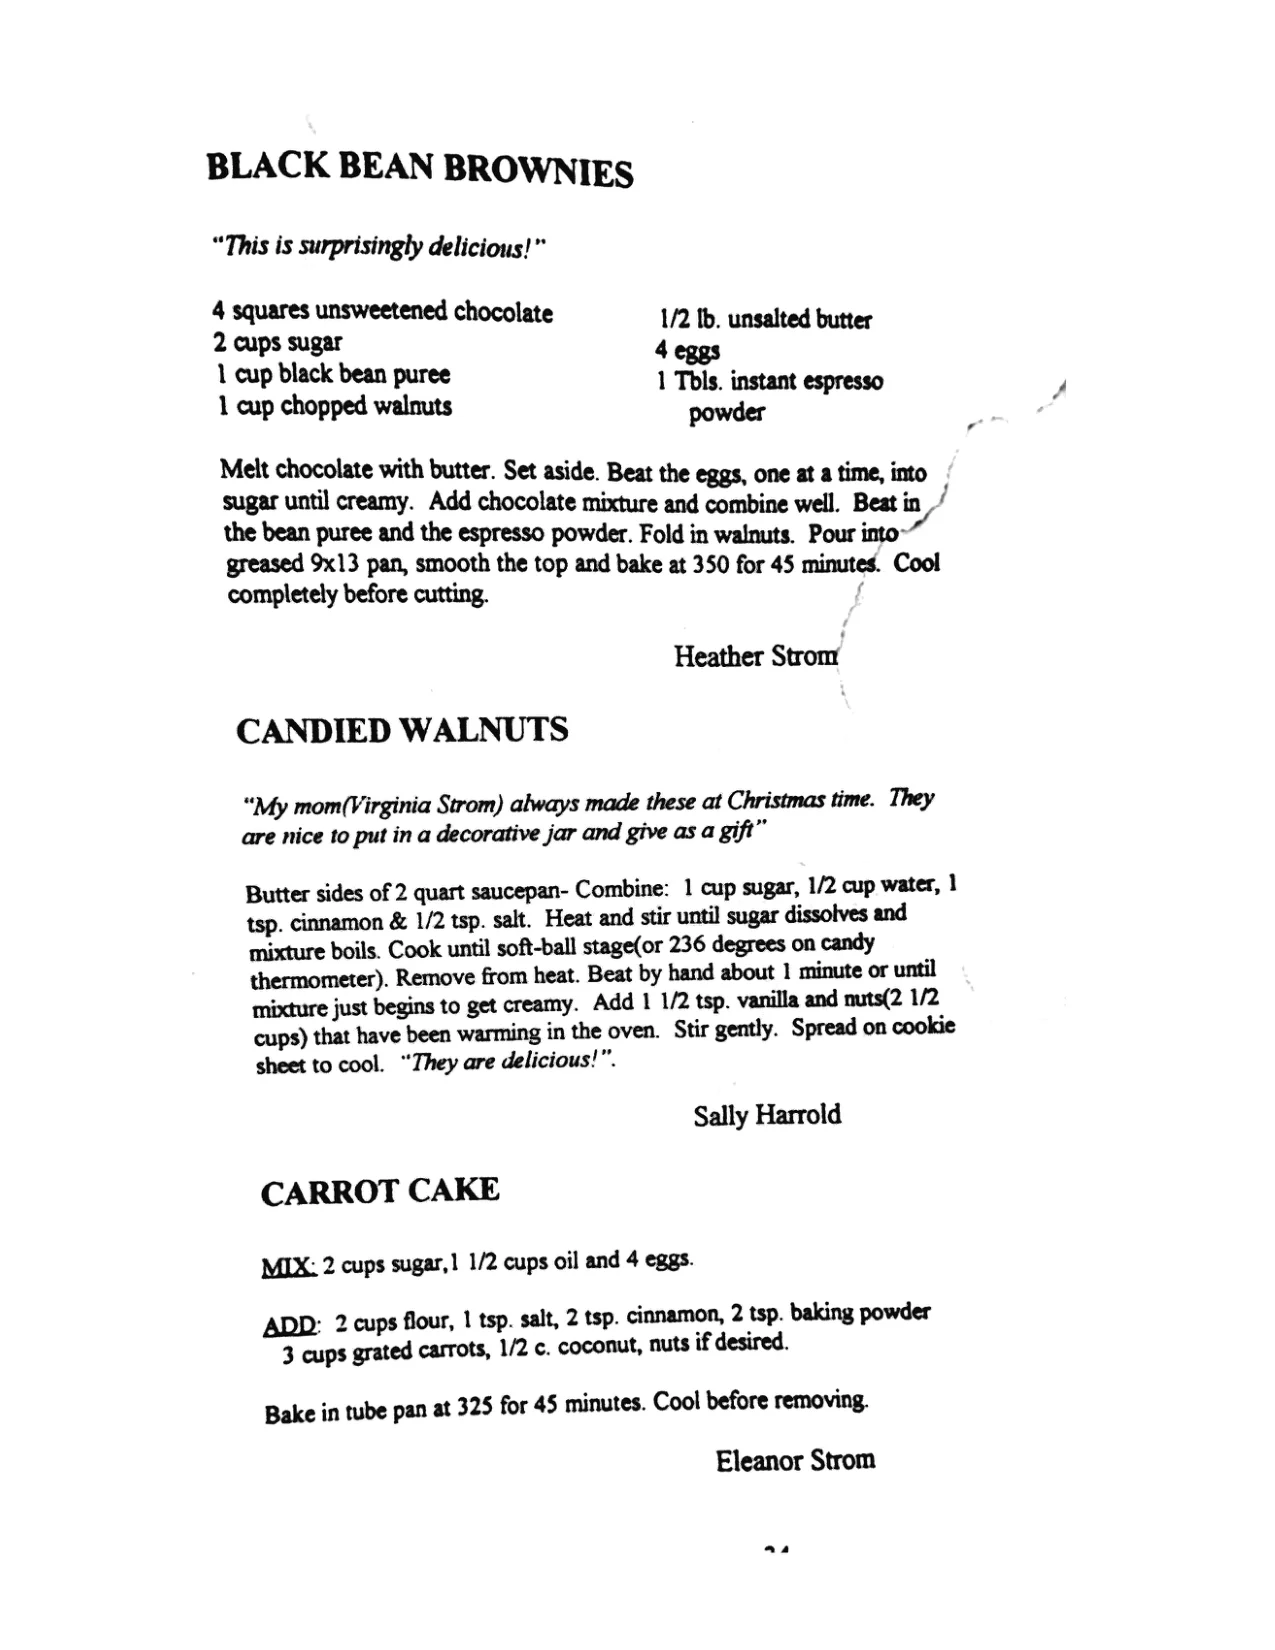 BLACK BEAN BROWNIES
"This is surprisingly delicious!"
4 squares unsweetened chocolate 1/2 lb. unsalted butter
2 cups sugar 4 eggs
1 cup black bean puree 1 Tbls. instant espresso
1 cup chopped walnuts powder
Melt chocolate with butter. Set aside. Beat the eggs, one at a time, into
sugar until creamy. Add chocolate mixture and combine well. Beat in
the bean puree and the espresso powder. Fold in walnuts. Pour into
greased 9x13 pan, smooth the top and bake at 350 for 45 minutes. Cool
completely before cutting.
Heather Strom
CANDIED WALNUTS
"My mom(Virginia Strom) always made these at Christmas time. They
are nice to put in a decorative jar and give as a gift"
Butter sides of 2 quart saucepan- Combine: 1 cup sugar, 1/2 cup water, 1
tsp. cinnamon & 1/2 tsp. salt. Heat and stir until sugar dissolves and
mixture boils. Cook until soft-ball stage(or 236 degrees on candy
thermometer). Remove from heat. Beat by hand about 1 minute or until
mixture just begins to get creamy. Add 1 1/2 tsp. vanilla and nuts(2 1/2
cups) that have been warming in the oven. Stir gently. Spread on cookie
sheet to cool. "They are delicious!".
Sally Harrold
CARROT CAKE
MIX: 2 cups sugar,1 1/2 cups oil and 4 eggs.
ADD: 2 cups flour, 1 tsp. salt, 2 tsp. cinnamon, 2 tsp. baking powder
3 cups grated carrots, 1/2 c. coconut, nuts if desired.
Bake in tube pan at 325 for 45 minutes. Cool before removing.
Eleanor Strom